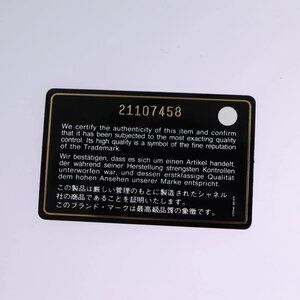 21107458
We certify the authenticity of this item and confirm
that it has been subjected to the most exacting quality
control. Its high quality is a symbol of the fine reputation
of the Trademark.
Wir bestätigen, dass es sich um einen Artikel handelt,
der während seiner Herstellung strengsten Kontrollen
unterworfen war, und dessen erstklassige Qualität
dem hohen Ansehen unserer Marke entspricht.
この製品は厳しい管理のもとに製造されたシャネル
社の商品であることを証明いたします。
このブランド・マークは最高級品質の象徴です。